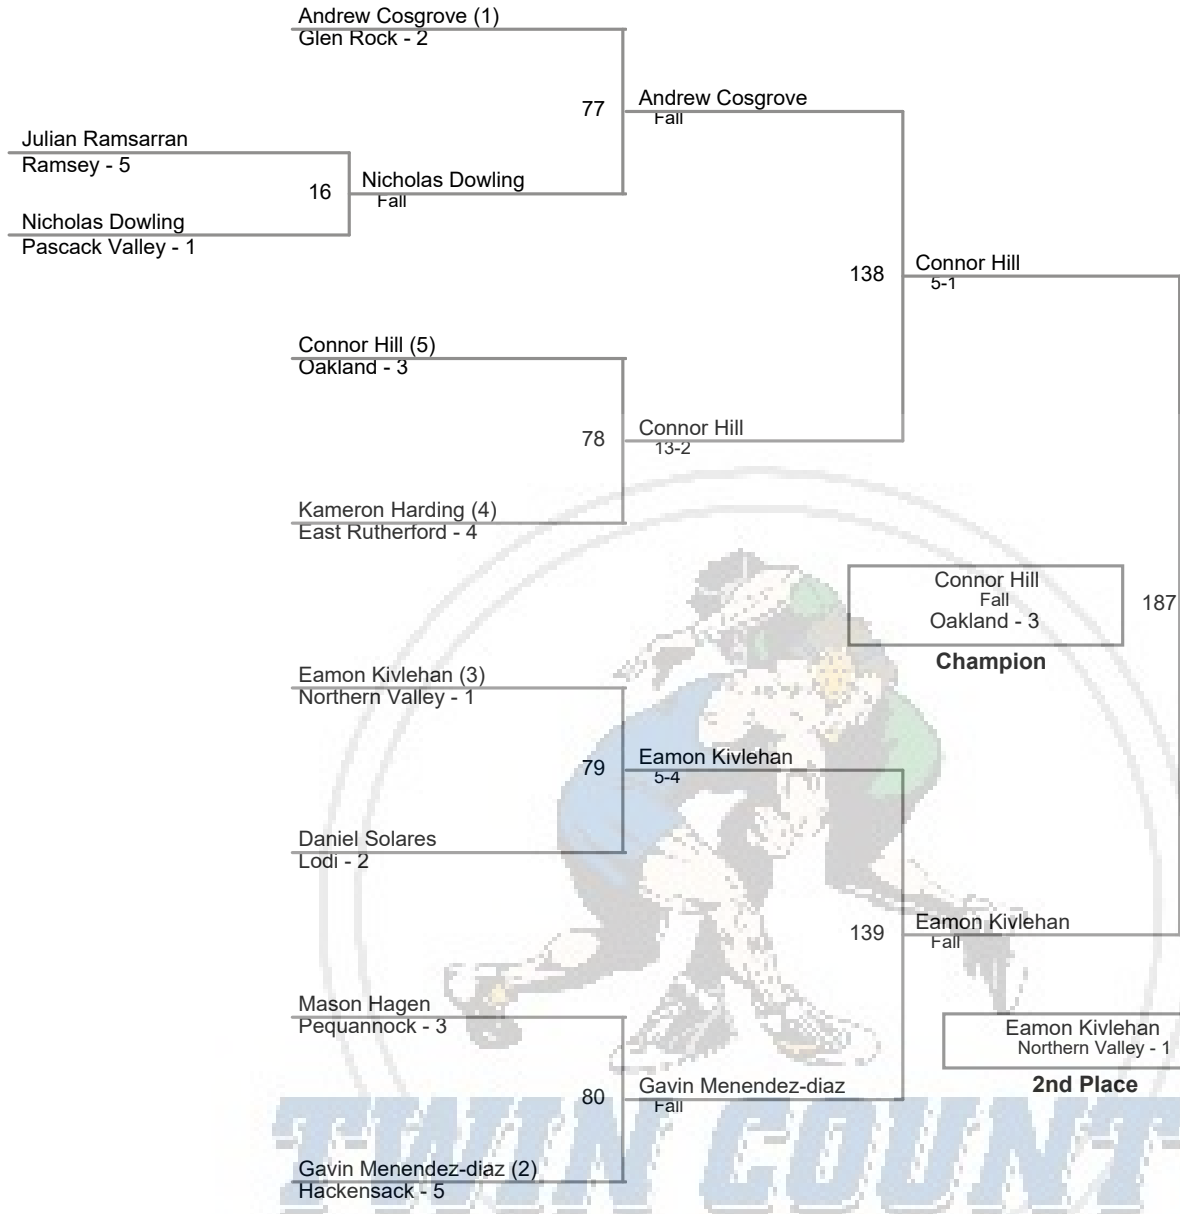 Andrew Cosgrove (1)
Glen Rock - 2
77
Andrew Cosgrove
Fall
Julian Ramsarran
Ramsey - 5
16
Nicholas Dowling
Fall
Nicholas Dowling
Pascack Valley - 1
138
Connor Hill
5-1
Connor Hill (5)
Oakland - 3
78
Connor Hill
13-2
Kameron Harding (4)
East Rutherford - 4
Connor Hill
Fall
Oakland - 3
187
Champion
Eamon Kivlehan (3)
Northern Valley - 1
79
Eamon Kivlehan
5-4
Daniel Solares
Lodi - 2
139
Eamon Kivlehan
Fall
Mason Hagen
Pequannock - 3
Eamon Kivlehan
Northern Valley - 1
2nd Place
80
Gavin Menendez-diaz
Fall
Gavin Menendez-diaz (2)
Hackensack - 5
TWIN COUNT